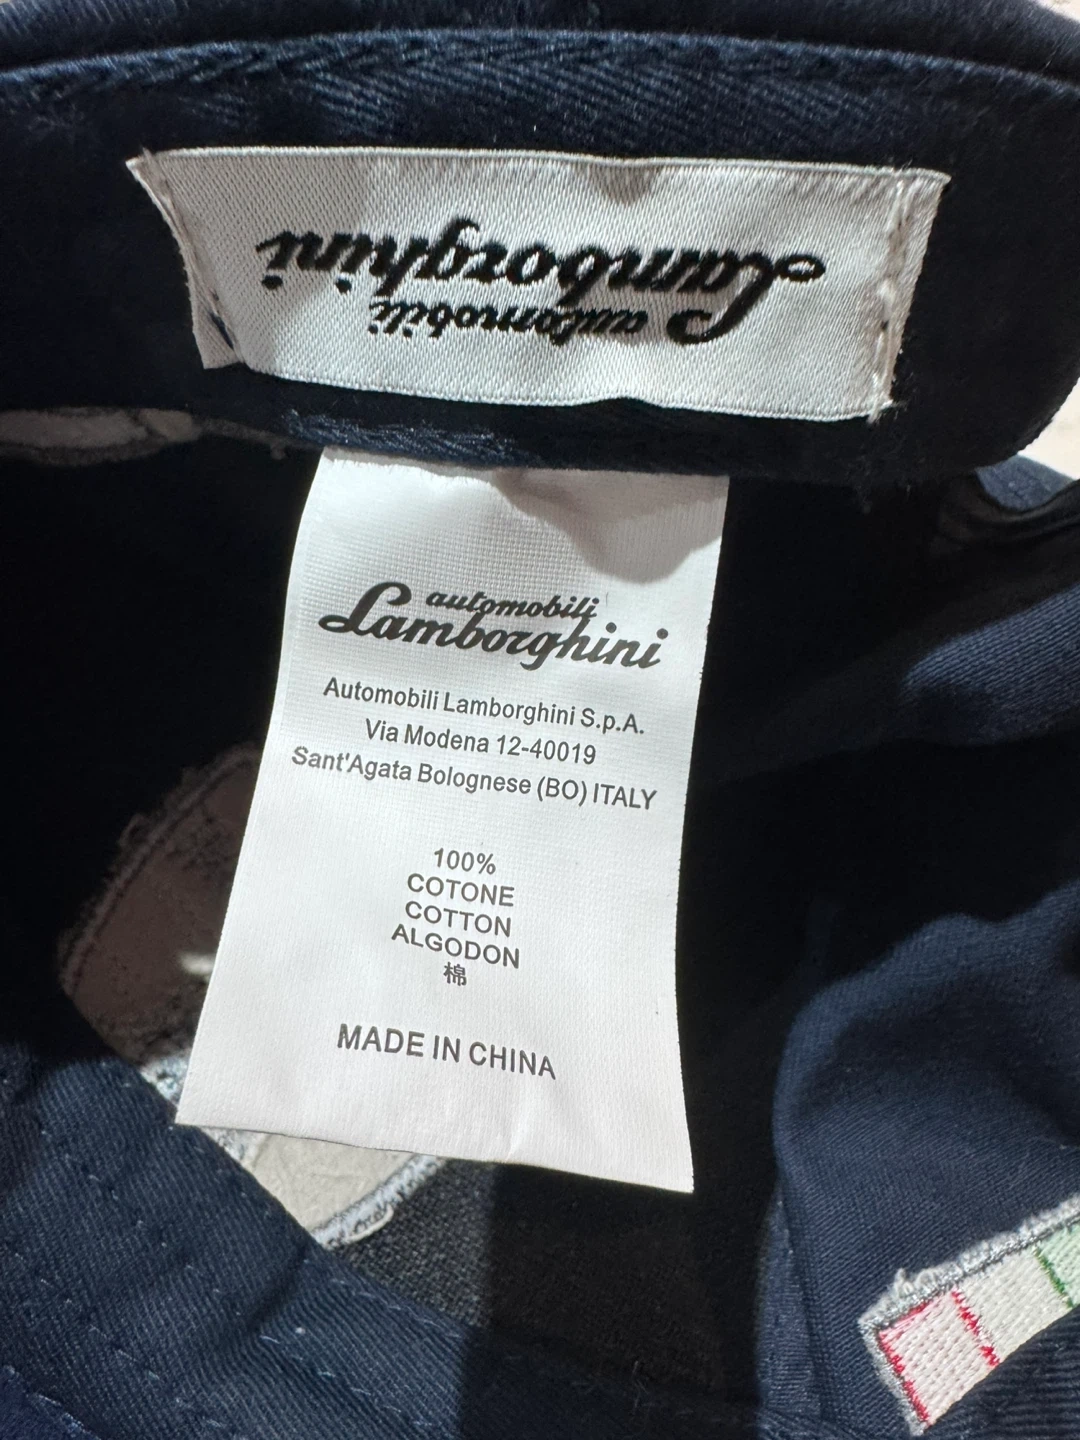 automobili
Lamborghini
automobili
Lamborghini
Automobili Lamborghini S.p.A.
Via Modena 12-40019
Sant'Agata Bolognese (BO) ITALY
100%
COTONE
COTTON
ALGODON
棉
MADE IN CHINA